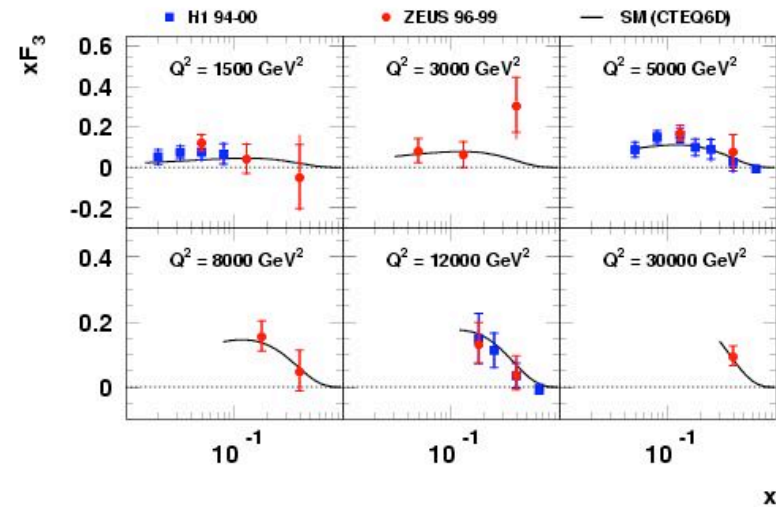 H1 94-00 ZEUS 96-99 SM (CTEQ6D)
xF₃
Q² = 1500 GeV² Q² = 3000 GeV² Q² = 5000 GeV²
0.6
0.4
0.2
0
-0.2
Q² = 8000 GeV² Q² = 12000 GeV² Q² = 30000 GeV²
0.4
0.2
0
10⁻¹ 10⁻¹ 10⁻¹
x